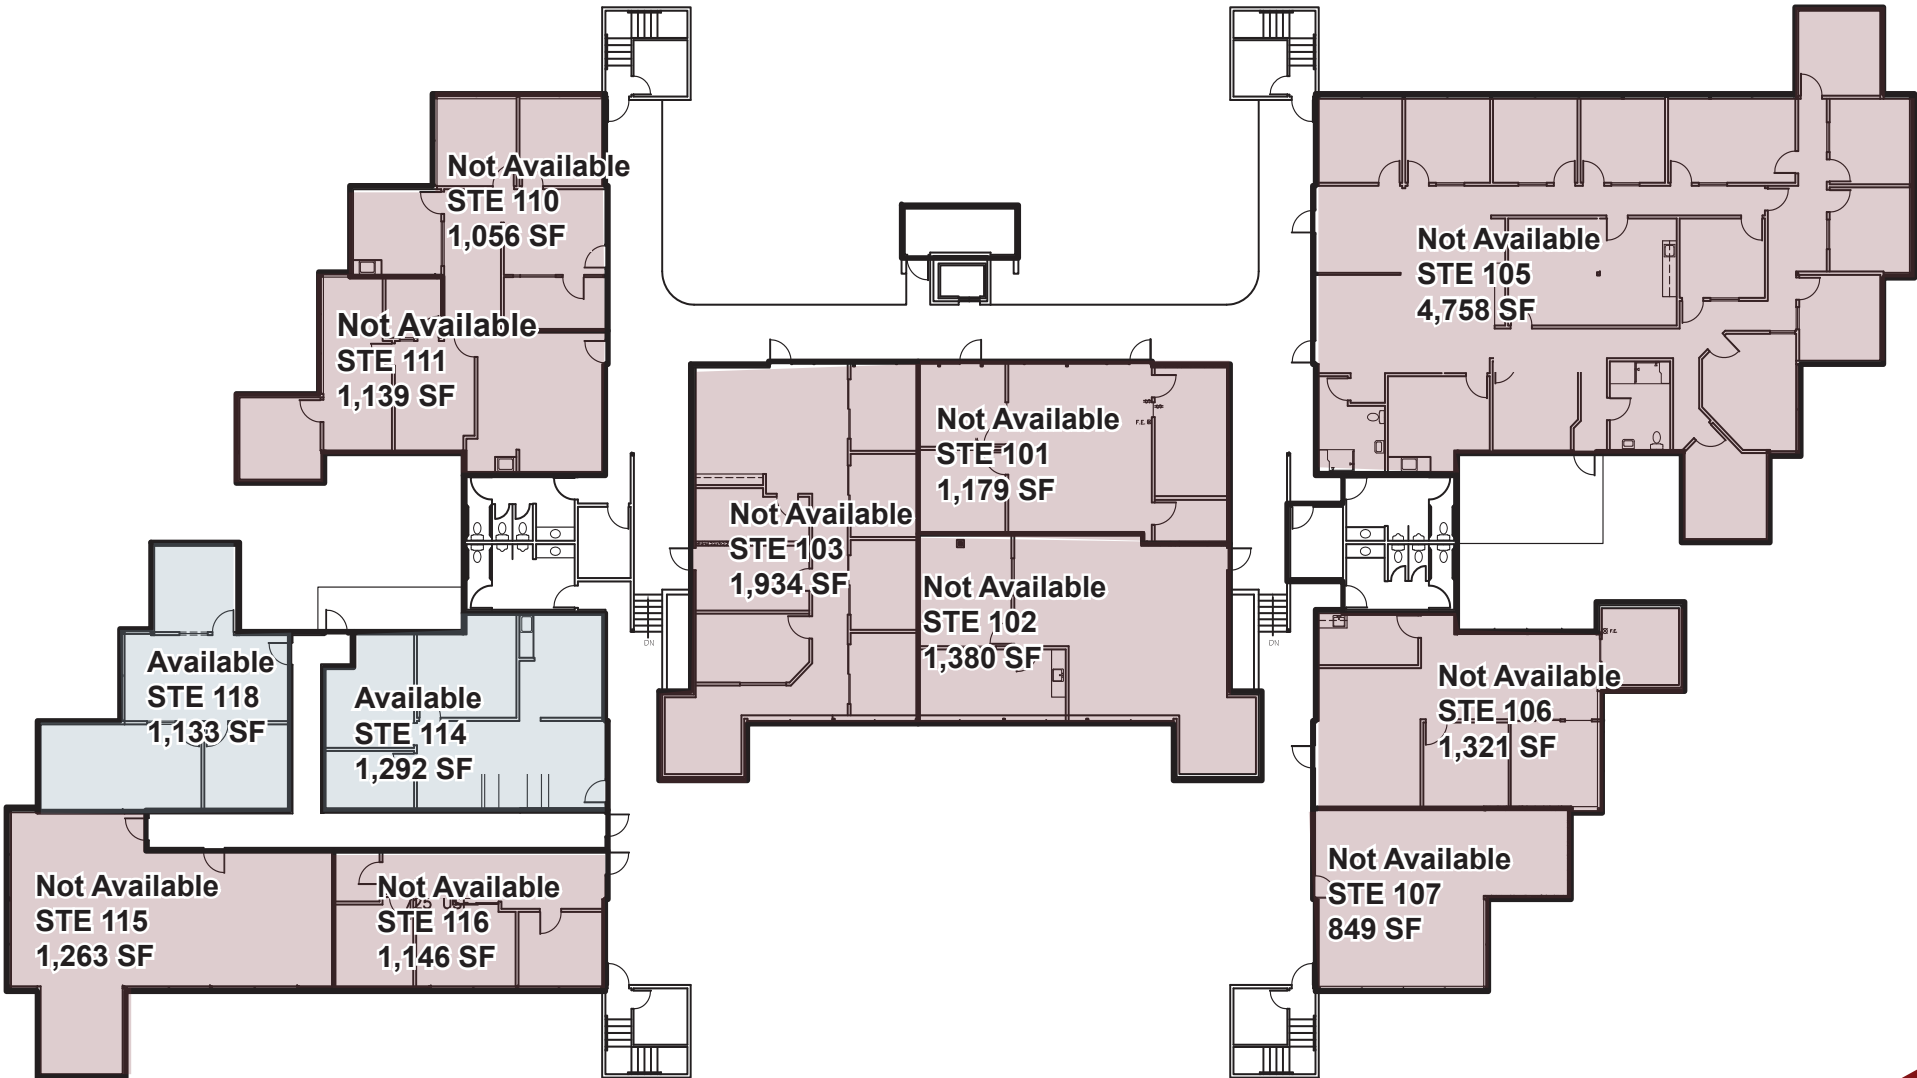 Not Available
STE 110
1,056 SF
Not Available
STE 111
1,139 SF
Not Available
STE 105
4,758 SF
Not Available
STE 101
1,179 SF
F.E.
Not Available
STE 103
1,934 SF
Not Available
STE 102
1,380 SF
DN
DN
Available
STE 118
1,133 SF
Available
STE 114
1,292 SF
F.E.
Not Available
STE 106
1,321 SF
Not Available
STE 115
1,263 SF
Not Available
STE 116
1,146 SF
Not Available
STE 107
849 SF